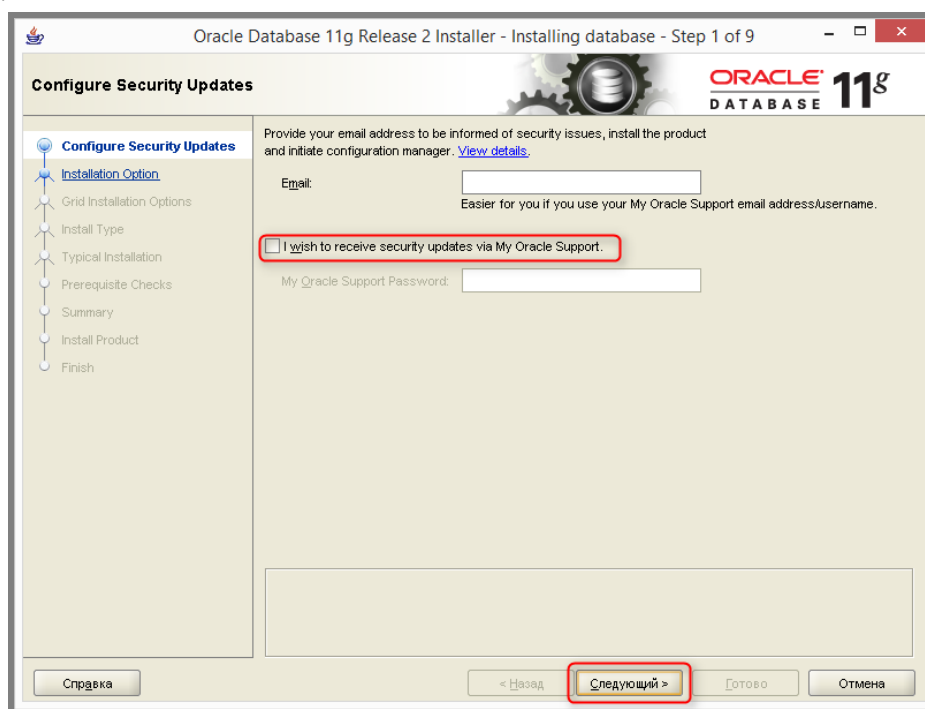 Oracle Database 11g Release 2 Installer - Installing database - Step 1 of 9
Configure Security Updates
ORACLE
DATABASE
11g
Configure Security Updates
Installation Option
Grid Installation Options
Install Type
Typical Installation
Prerequisite Checks
Summary
Install Product
Finish
Provide your email address to be informed of security issues, install the product
and initiate configuration manager. View details.
Email:
Easier for you if you use your My Oracle Support email address/username.
I wish to receive security updates via My Oracle Support.
My Oracle Support Password:
Справка
< Назад
Следующий >
Готово
Отмена